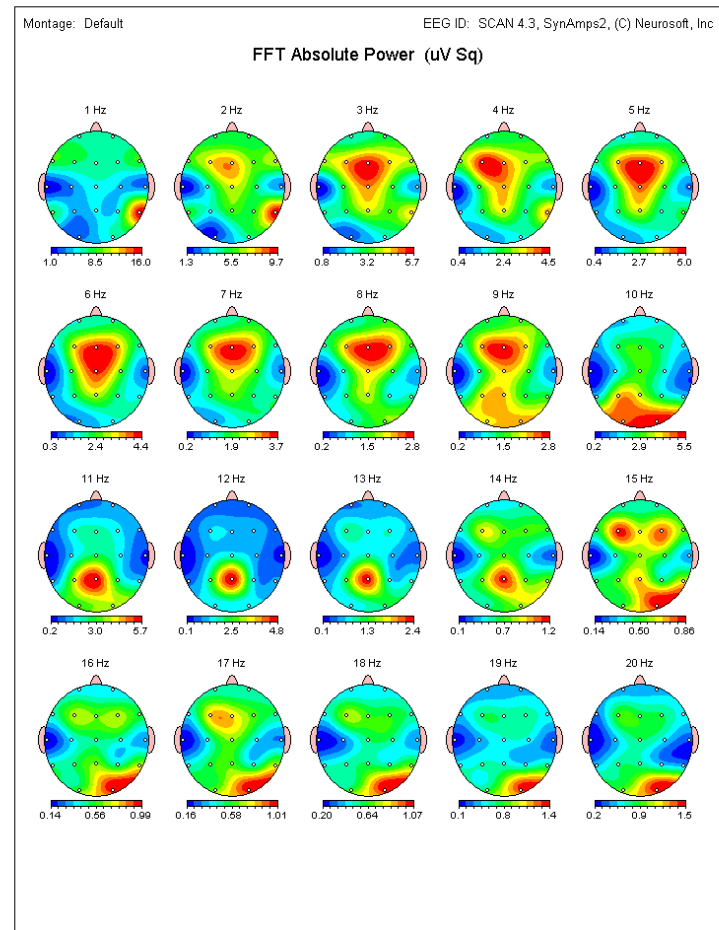 Montage: Default EEG ID: SCAN 4.3, SynAmps2, (C) Neurosoft, Inc
FFT Absolute Power (uV Sq)
1 Hz 2 Hz 3 Hz 4 Hz 5 Hz
1.0 8.5 16.0 1.3 5.5 9.7 0.8 3.2 5.7 0.4 2.4 4.5 0.4 2.7 5.0
6 Hz 7 Hz 8 Hz 9 Hz 10 Hz
0.3 2.4 4.4 0.2 1.9 3.7 0.2 1.5 2.8 0.2 1.5 2.8 0.2 2.9 5.5
11 Hz 12 Hz 13 Hz 14 Hz 15 Hz
0.2 3.0 5.7 0.1 2.5 4.8 0.1 1.3 2.4 0.1 0.7 1.2 0.14 0.50 0.86
16 Hz 17 Hz 18 Hz 19 Hz 20 Hz
0.14 0.56 0.99 0.16 0.58 1.01 0.20 0.64 1.07 0.1 0.8 1.4 0.2 0.9 1.5